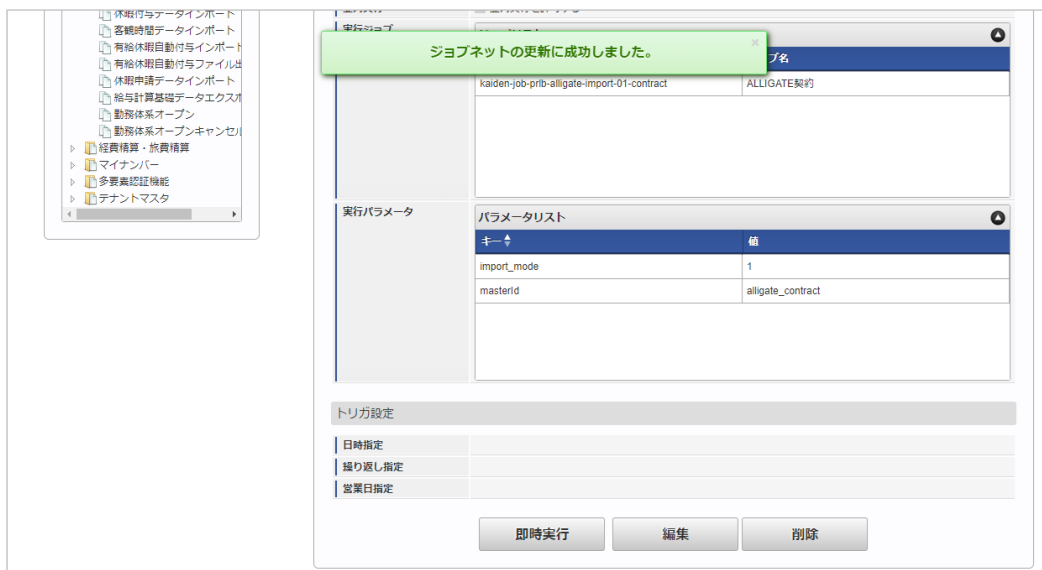 休暇付与データインポート
客観時間データインポート
有給休暇自動付与インポート
有給休暇自動付与ファイル出
休暇申請データインポート
給与計算基礎データエクスポ
勤務体系オープン
勤務体系オープンキャンセル
経費精算・旅費精算
マイナンバー
多要素認証機能
テナントマスタ
実行ジョブ
ジョブネットの更新に成功しました。
×
ブ名
kaiden-job-prlb-alligate-import-01-contract
ALLIGATE契約
実行パラメータ
パラメータリスト
キー
値
import_mode
1
masterId
alligate_contract
トリガ設定
日時指定
繰り返し指定
営業日指定
即時実行
編集
削除